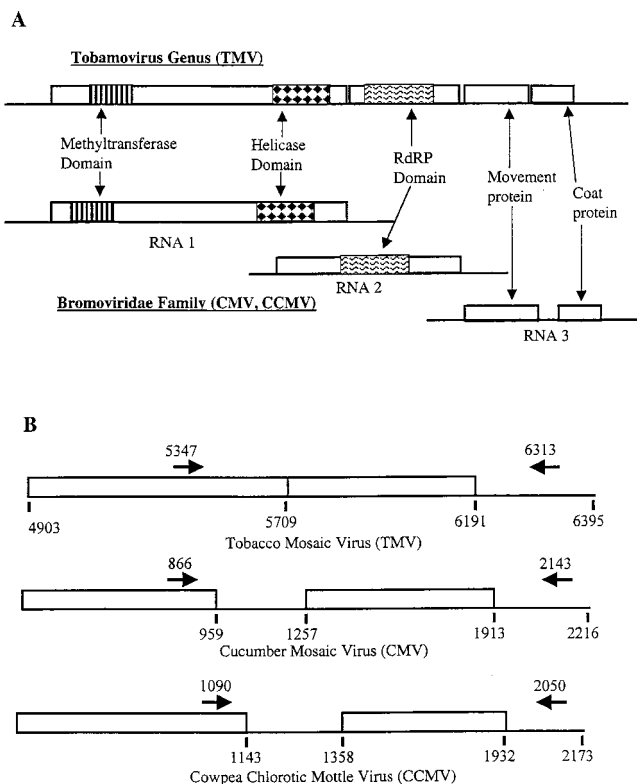 A
Tobamovirus Genus (TMV)
Methyltransferase
Domain
Helicase
Domain
RdRP
Domain
Movement
protein
Coat
protein
RNA 1
RNA 2
Bromoviridae Family (CMV, CCMV)
RNA 3
B
5347 6313
4903 5709 6191 6395
Tobacco Mosaic Virus (TMV)
866 2143
959 1257 1913 2216
Cucumber Mosaic Virus (CMV)
1090 2050
1143 1358 1932 2173
Cowpea Chlorotic Mottle Virus (CCMV)